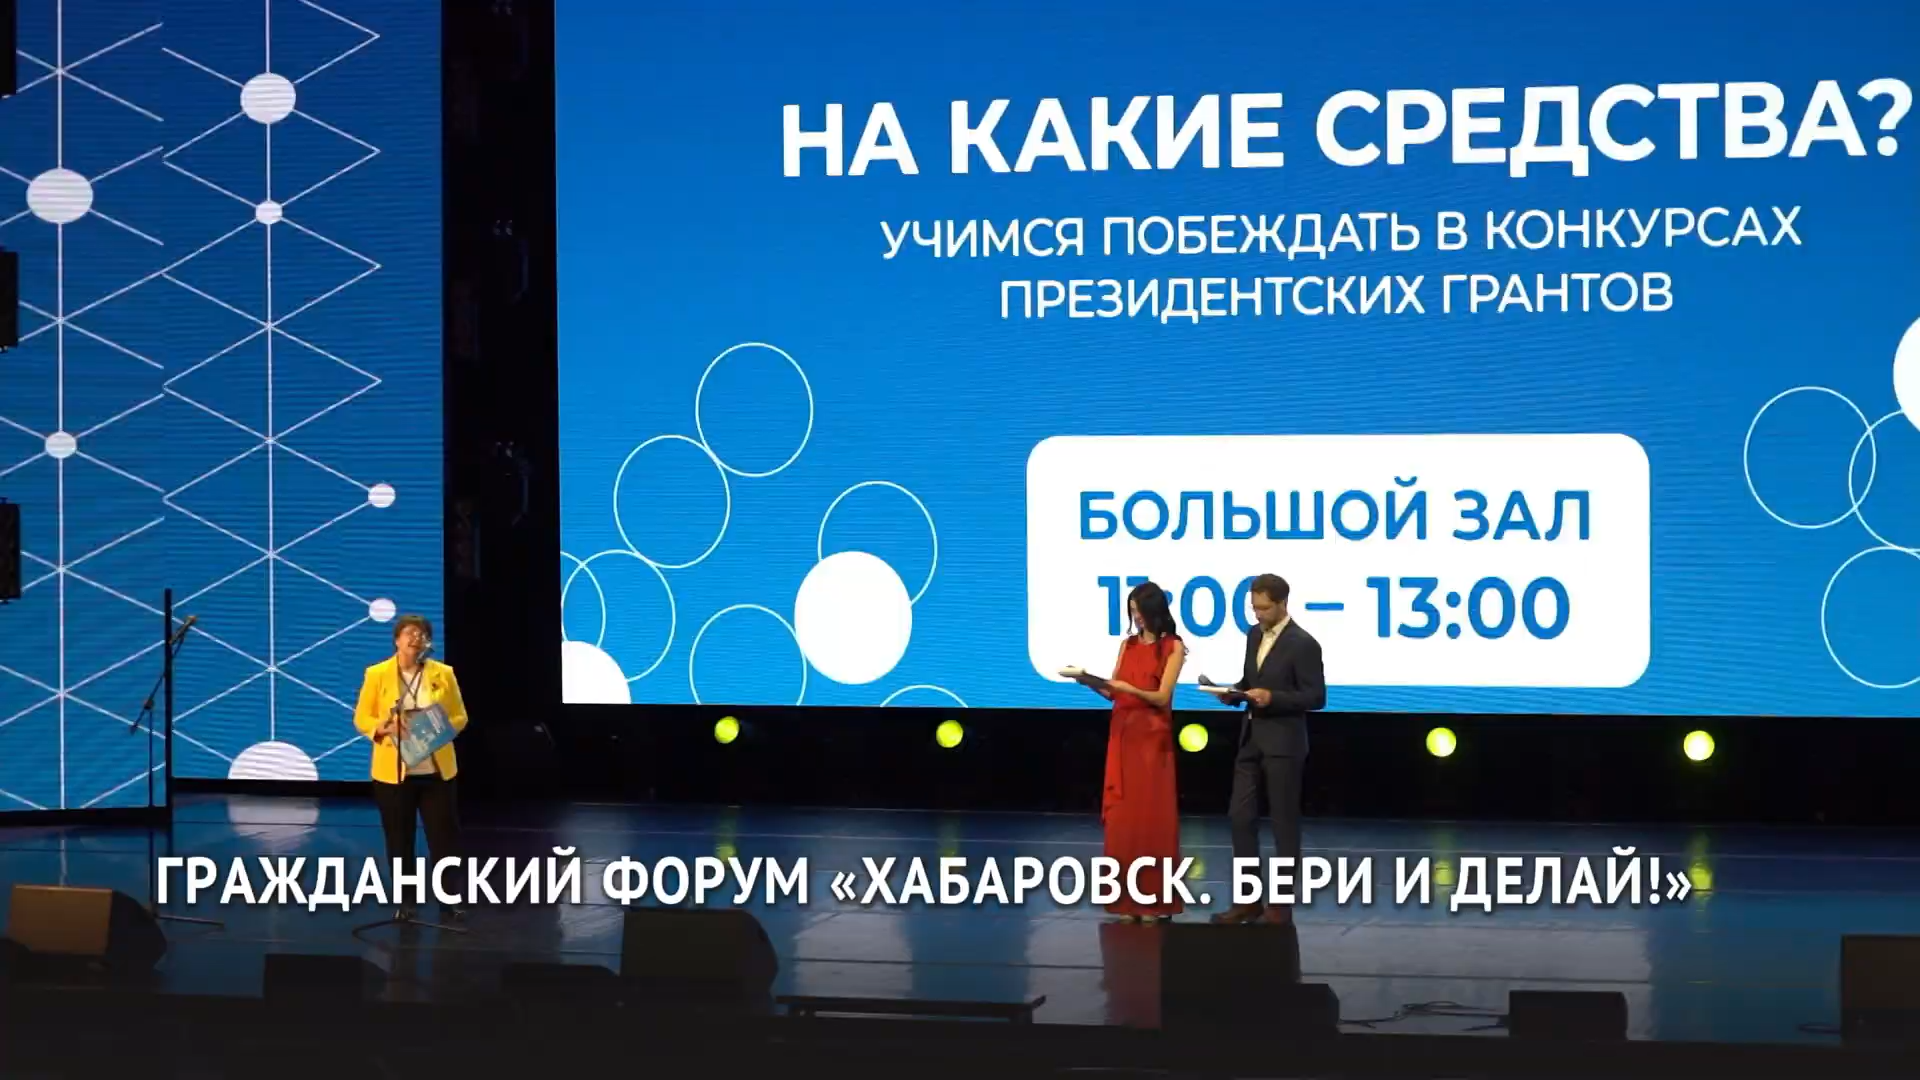 НА КАКИЕ СРЕДСТВА?
УЧИМСЯ ПОБЕЖДАТЬ В КОНКУРСАХ
ПРЕЗИДЕНТСКИХ ГРАНТОВ
БОЛЬШОЙ ЗАЛ
– 13:00
ГРАЖДАНСКИЙ ФОРУМ «ХАБАРОВСК. БЕРИ И ДЕЛАЙ!»